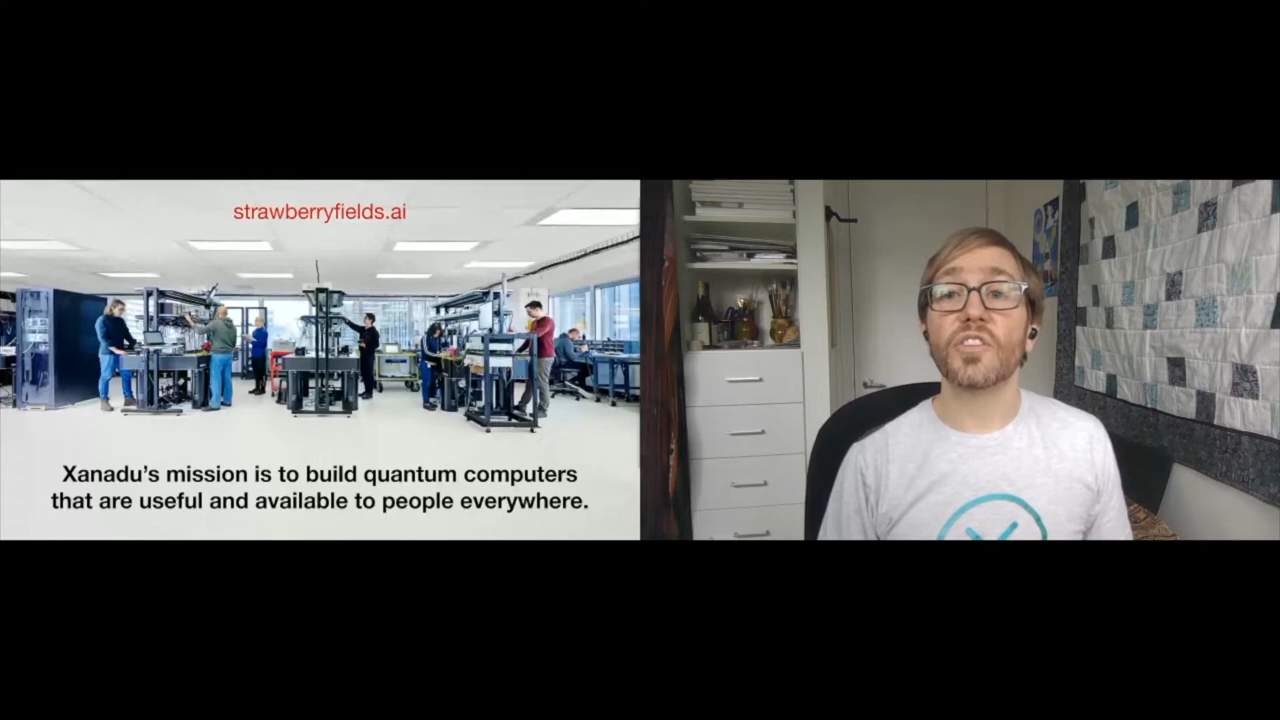 strawberryfields.ai
Xanadu’s mission is to build quantum computers
that are useful and available to people everywhere.